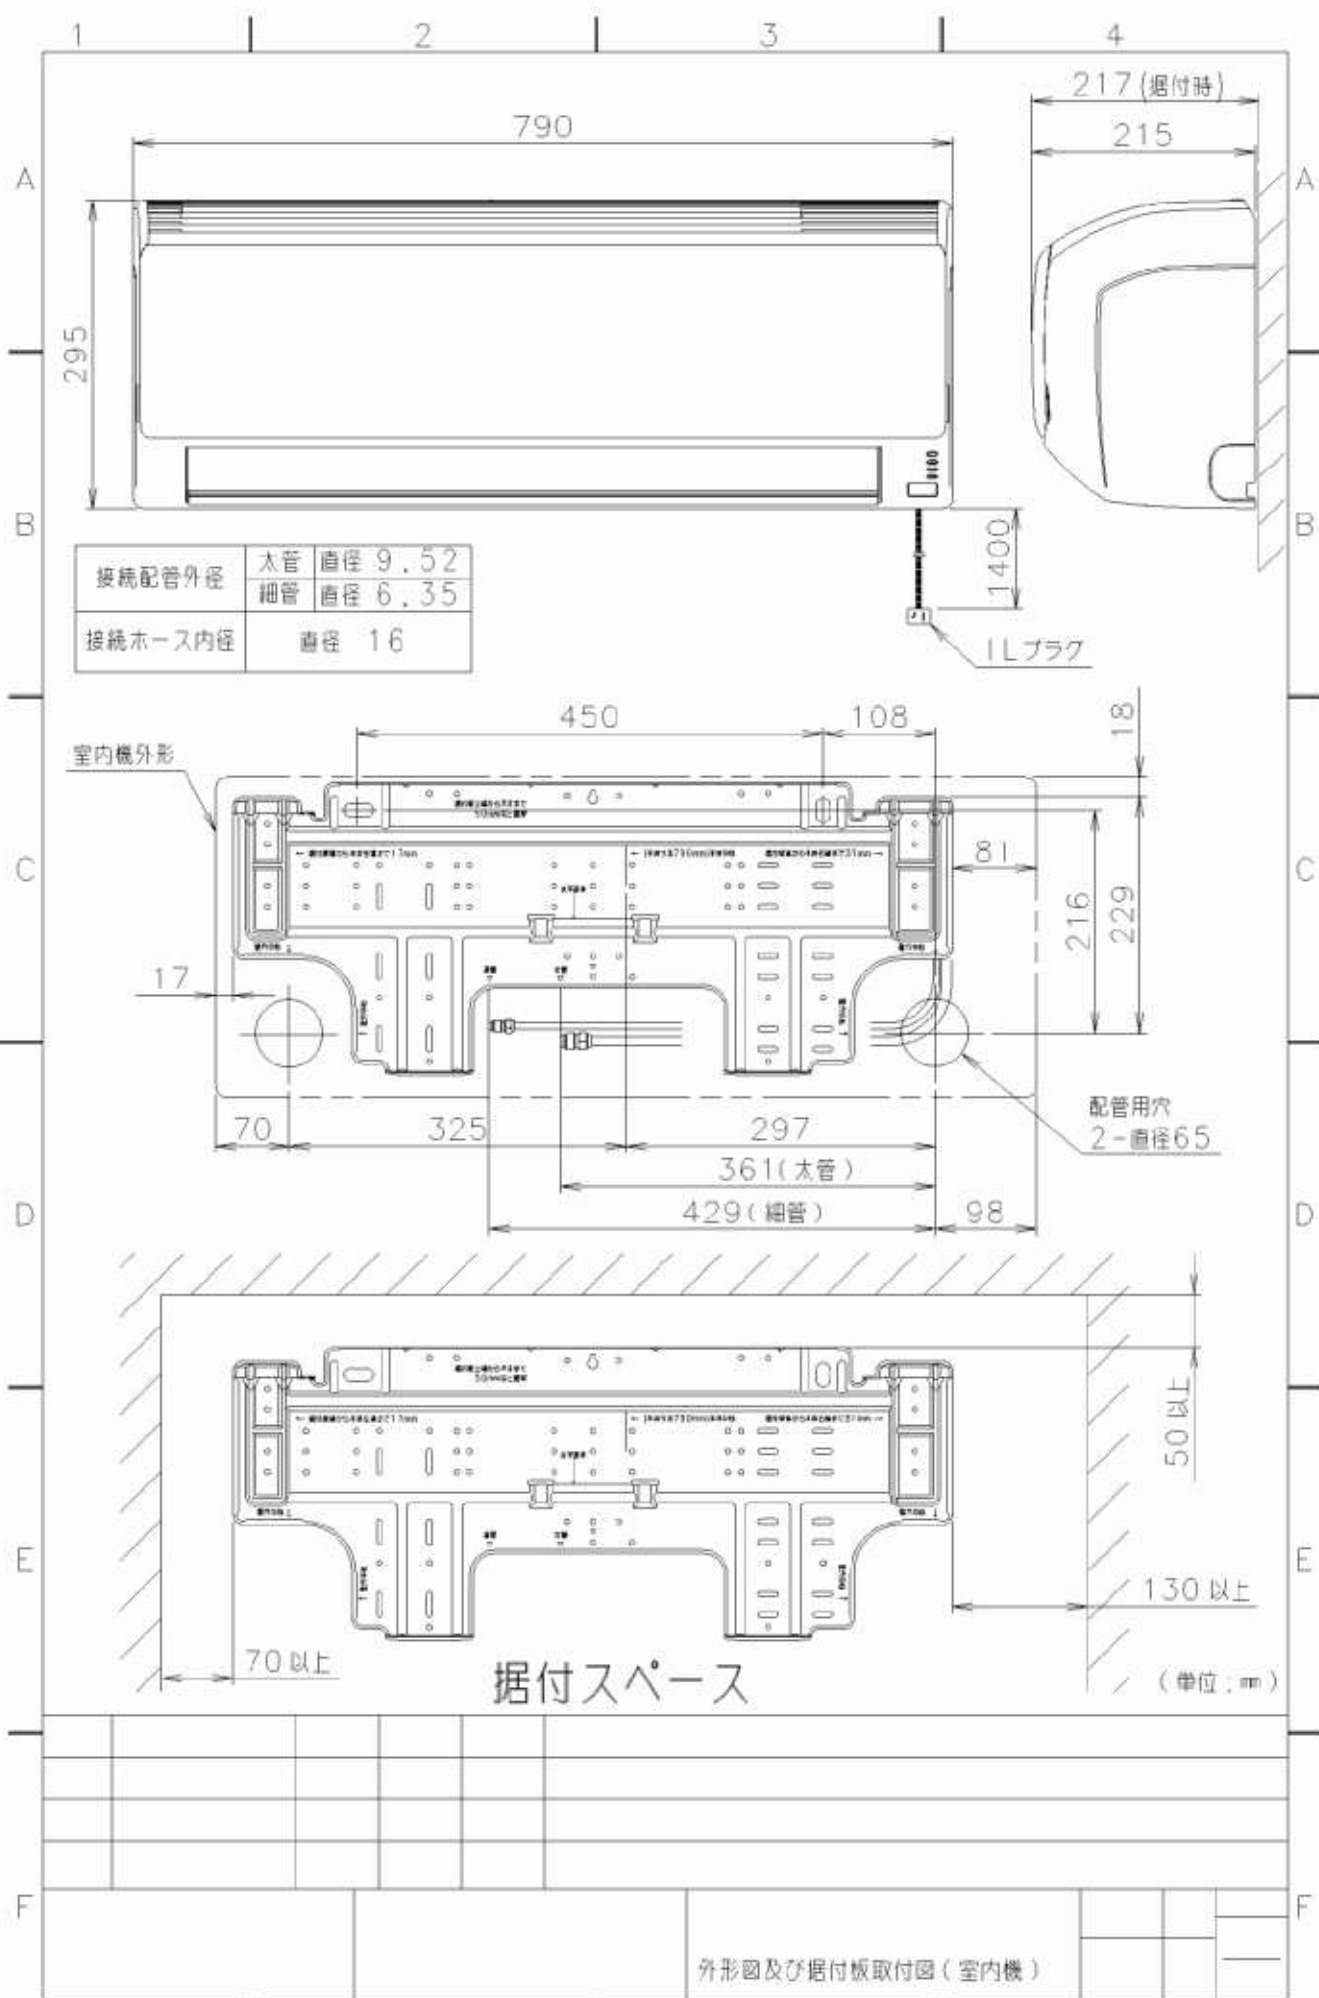 1 2 3 4
217(据付時)
790
215
A A
295
B B
1400
接続配管外径 太管 直径 9.52
細管 直径 6.35
接続ホース内径 直径 16
ILプラグ
450 108 18
室内機外形
C C
81
216 229
17
配管用穴
2-直径65
70 325 297
361(太管)
429(細管) 98
D D
50以上
E E
130以上
70以上
据付スペース
(単位:mm)
F F
外形図及び据付板取付図(室内機)